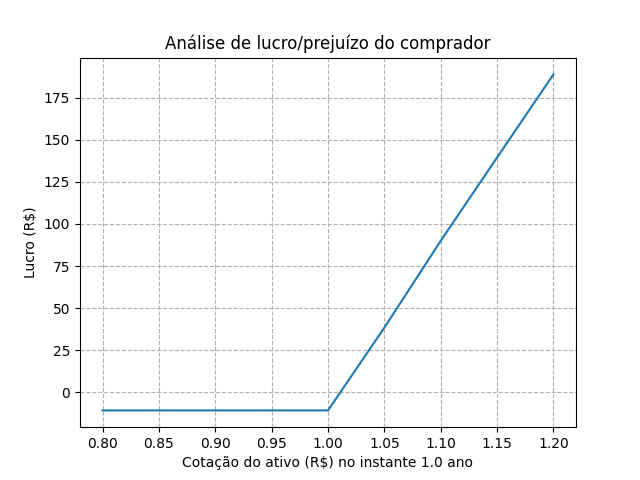 Análise de lucro/prejuízo do comprador
175
150
125
100
75
50
25
0
Lucro (R$)
0.80 0.85 0.90 0.95 1.00 1.05 1.10 1.15 1.20
Cotação do ativo (R$) no instante 1.0 ano